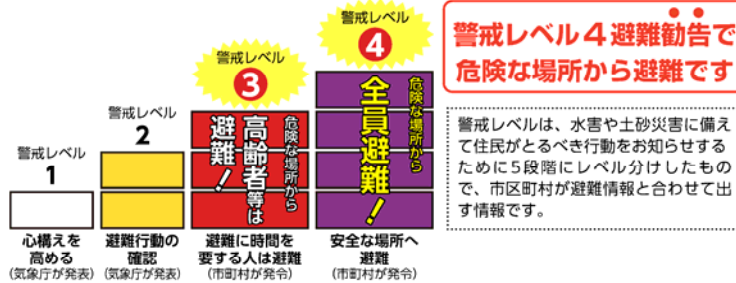 警戒レベル
1
心構えを
高める
(気象庁が発表)
警戒レベル
2
避難行動の
確認
(気象庁が発表)
警戒レベル
3
危険な場所から
高齢者等は
避難!
避難に時間を
要する人は避難
(市町村が発令)
警戒レベル
4
危険な場所から
全員避難!
安全な場所へ
避難
(市町村が発令)
警戒レベル4避難勧告で
危険な場所から避難です
警戒レベルは、水害や土砂災害に備え
て住民がとるべき行動をお知らせする
ために5段階にレベル分けしたもの
で、市区町村が避難情報と合わせて出
す情報です。